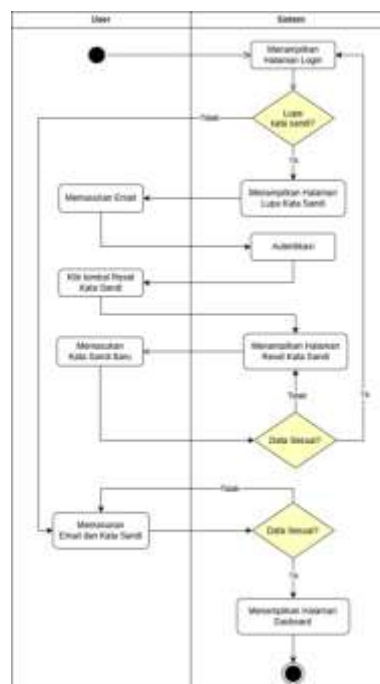 User
Sistem
Menampilkan
Halaman Login
Lupa
kata sandi?
Tidak
Ya
Menampilkan Halaman
Lupa Kata Sandi
Memasukan Email
Autentikasi
Klik tombol Reset
Kata Sandi
Menampilkan Halaman
Reset Kata Sandi
Memasukan
Kata Sandi Baru
Tidak
Ya
Data Sesuai?
Tidak
Memasukan
Email dan Kata Sandi
Data Sesuai?
Ya
Menampilkan Halaman
Dasboard